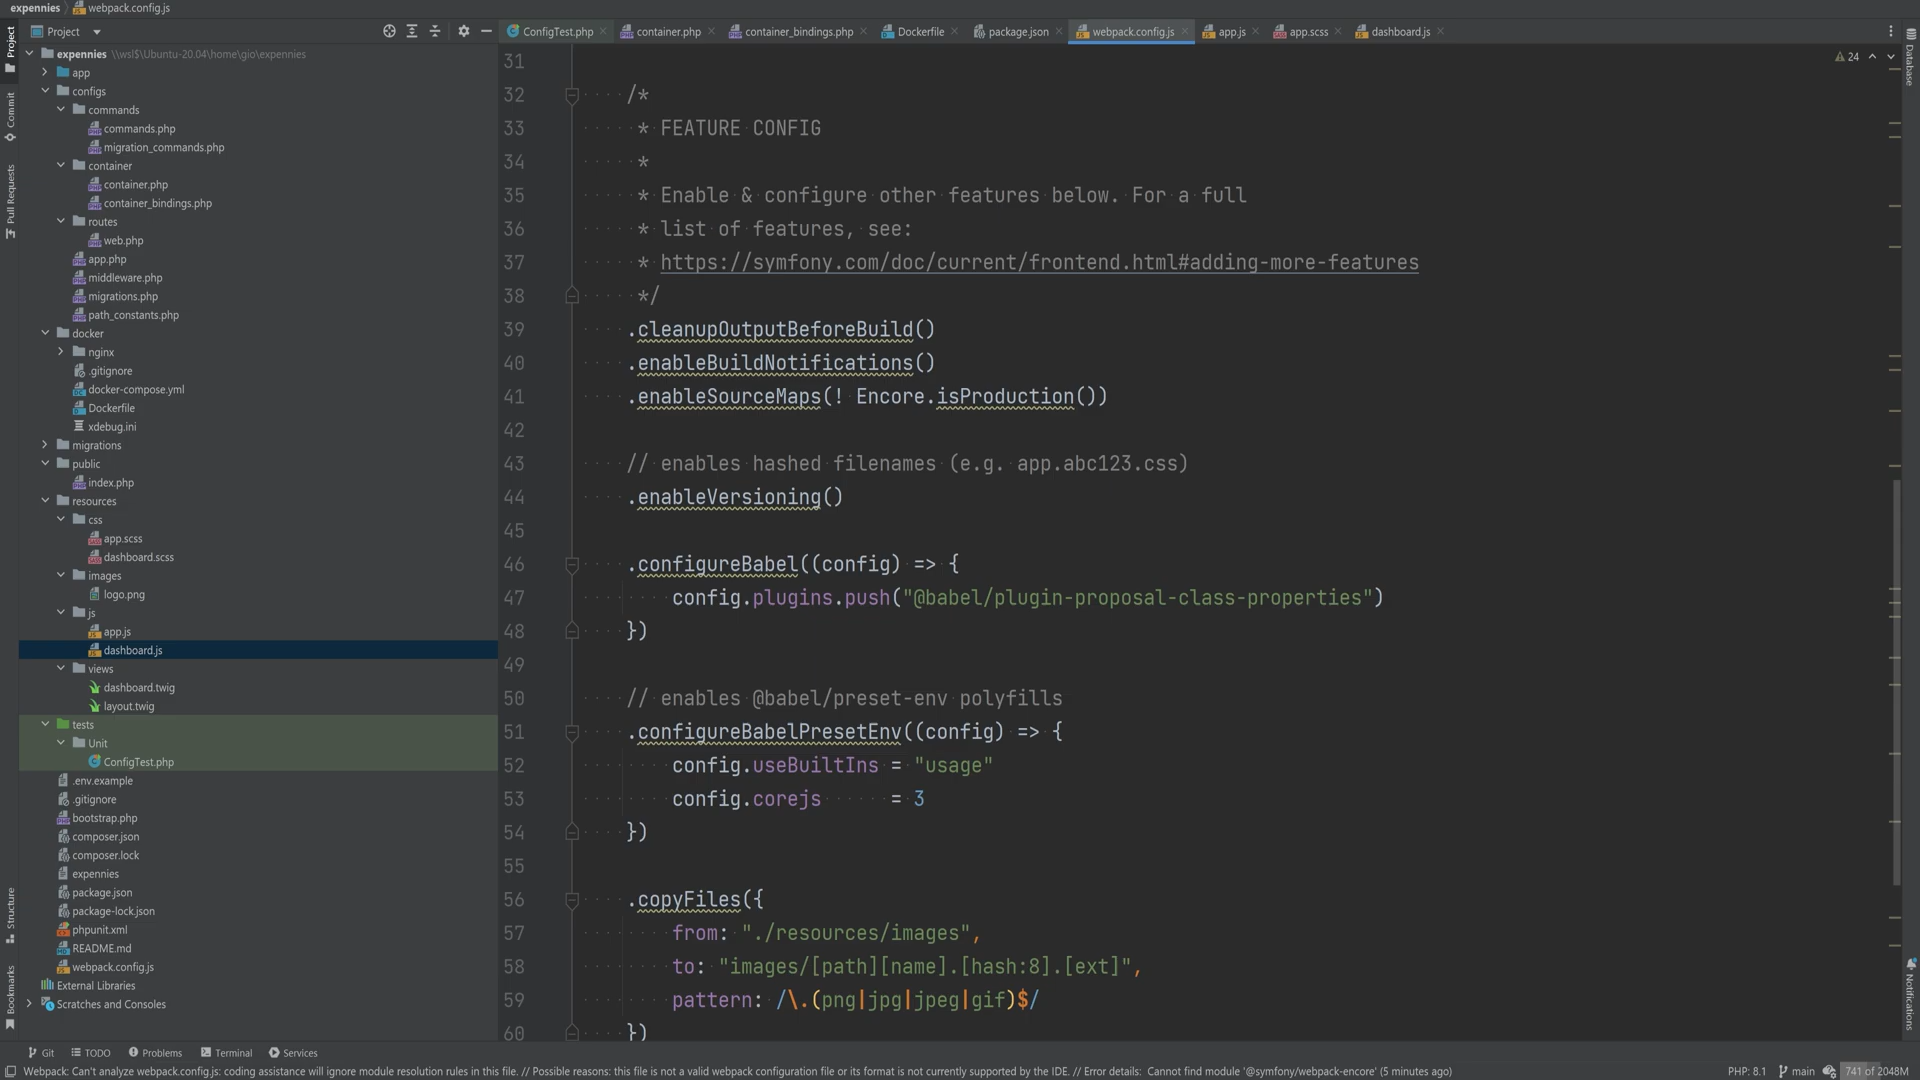 expennies
webpack.config.js
Project
ConfigTest.php
container.php
container_bindings.php
Dockerfile
package.json
webpack.config.js
app.js
app.scss
dashboard.js
Project
Commit
Pull Requests
Structure
Bookmarks
Database
Notifications
24
expennies \\wsl$\Ubuntu-20.04\home\gio\expennies
app
configs
commands
commands.php
migration_commands.php
container
container.php
container_bindings.php
routes
web.php
app.php
middleware.php
migrations.php
path_constants.php
docker
nginx
.gitignore
docker-compose.yml
Dockerfile
xdebug.ini
migrations
public
index.php
resources
css
app.scss
dashboard.scss
images
logo.png
js
app.js
dashboard.js
views
dashboard.twig
layout.twig
tests
Unit
ConfigTest.php
.env.example
.gitignore
bootstrap.php
composer.json
composer.lock
expennies
package.json
package-lock.json
phpunit.xml
README.md
webpack.config.js
External Libraries
Scratches and Consoles
31
32 /*
33 * FEATURE CONFIG
34 *
35 * Enable & configure other features below. For a full
36 * list of features, see:
37 * https://symfony.com/doc/current/frontend.html#adding-more-features
38 */
39 .cleanupOutputBeforeBuild()
40 .enableBuildNotifications()
41 .enableSourceMaps(! Encore.isProduction())
42
43 // enables hashed filenames (e.g. app.abc123.css)
44 .enableVersioning()
45
46 .configureBabel((config) => {
47 config.plugins.push("@babel/plugin-proposal-class-properties")
48 })
49
50 // enables @babel/preset-env polyfills
51 .configureBabelPresetEnv((config) => {
52 config.useBuiltIns = "usage"
53 config.corejs = 3
54 })
55
56 .copyFiles({
57 from: "./resources/images",
58 to: "images/[path][name].[hash:8].[ext]",
59 pattern: /\.(png|jpg|jpeg|gif)$/
60 })
Git
TODO
Problems
Terminal
Services
Webpack: Can't analyze webpack.config.js: coding assistance will ignore module resolution rules in this file. // Possible reasons: this file is not a valid webpack configuration file or its format is not currently supported by the IDE. // Error details: Cannot find module '@symfony/webpack-encore' (5 minutes ago)
PHP: 8.1
main
741 of 2048M